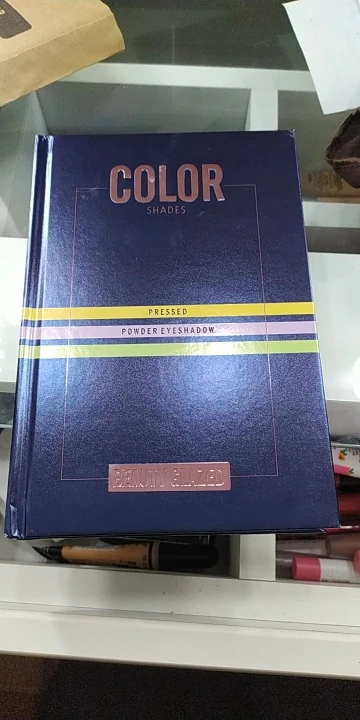 COLOR
SHADES
PRESSED
POWDER EYESHADOW
BEAUTY GLAZED